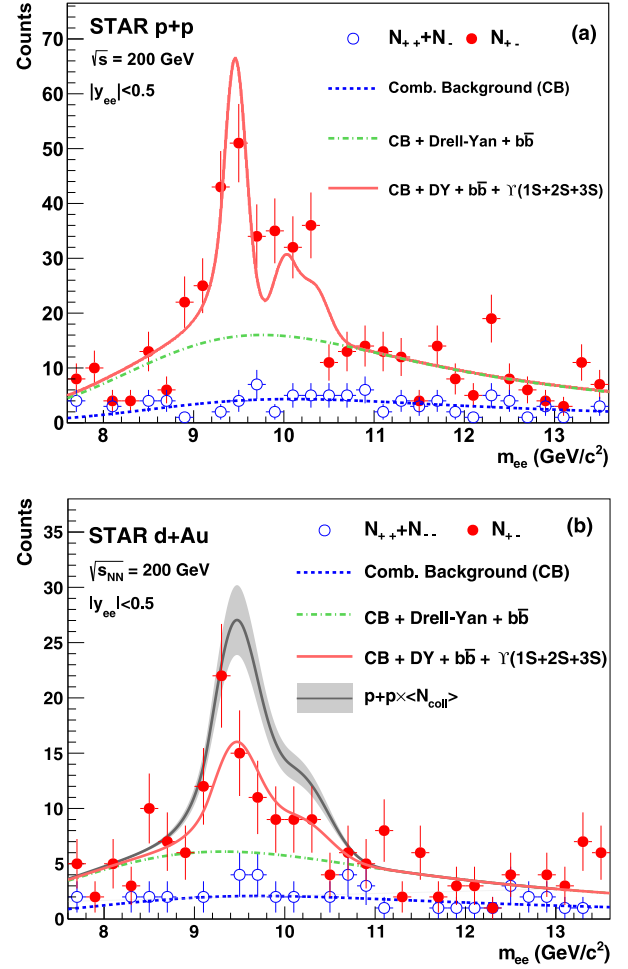 Counts
STAR p+p
√s = 200 GeV
|y_ee|<0.5
(a)
N_++ +N_- N_+-
Comb. Background (CB)
CB + Drell-Yan + bb̅
CB + DY + bb̅ + ϒ(1S+2S+3S)
70
60
50
40
30
20
10
0
8 9 10 11 12 13
m_ee (GeV/c²)
Counts
STAR d+Au
√s_NN = 200 GeV
|y_ee|<0.5
(b)
N_++ +N_-- N_+-
Comb. Background (CB)
CB + Drell-Yan + bb̅
CB + DY + bb̅ + ϒ(1S+2S+3S)
p+p×<N_coll>
35
30
25
20
15
10
5
0
8 9 10 11 12 13
m_ee (GeV/c²)